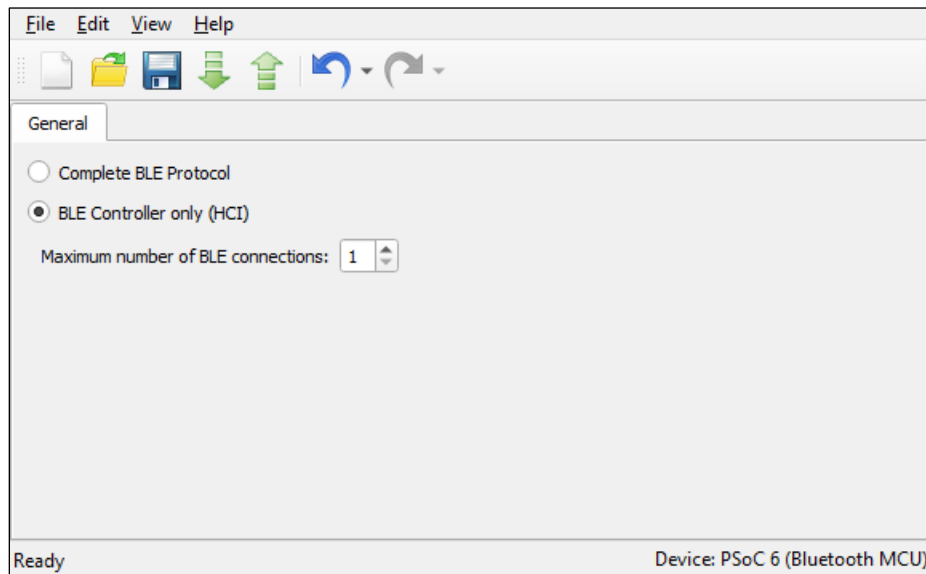 File Edit View Help
General
Complete BLE Protocol
BLE Controller only (HCI)
Maximum number of BLE connections: 1
Ready Device: PSoC 6 (Bluetooth MCU)